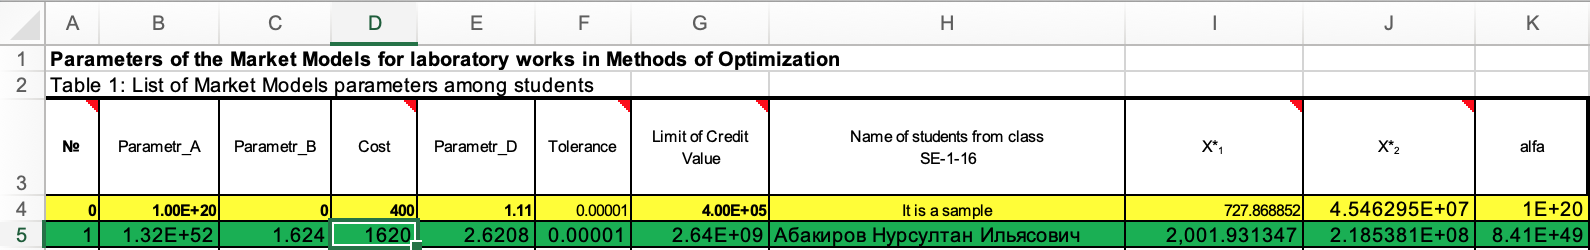 A B C D E F G H I J K
1 Parameters of the Market Models for laboratory works in Methods of Optimization
2 Table 1: List of Market Models parameters among students
3 № Parametr_A Parametr_B Cost Parametr_D Tolerance Limit of Credit Value Name of students from class SE-1-16 X*₁ X*₂ alfa
4 0 1.00E+20 0 400 1.11 0.00001 4.00E+05 It is a sample 727.868852 4.546295E+07 1E+20
5 1 1.32E+52 1.624 1620 2.6208 0.00001 2.64E+09 Абакиров Нурсултан Ильясович 2,001.931347 2.185381E+08 8.41E+49